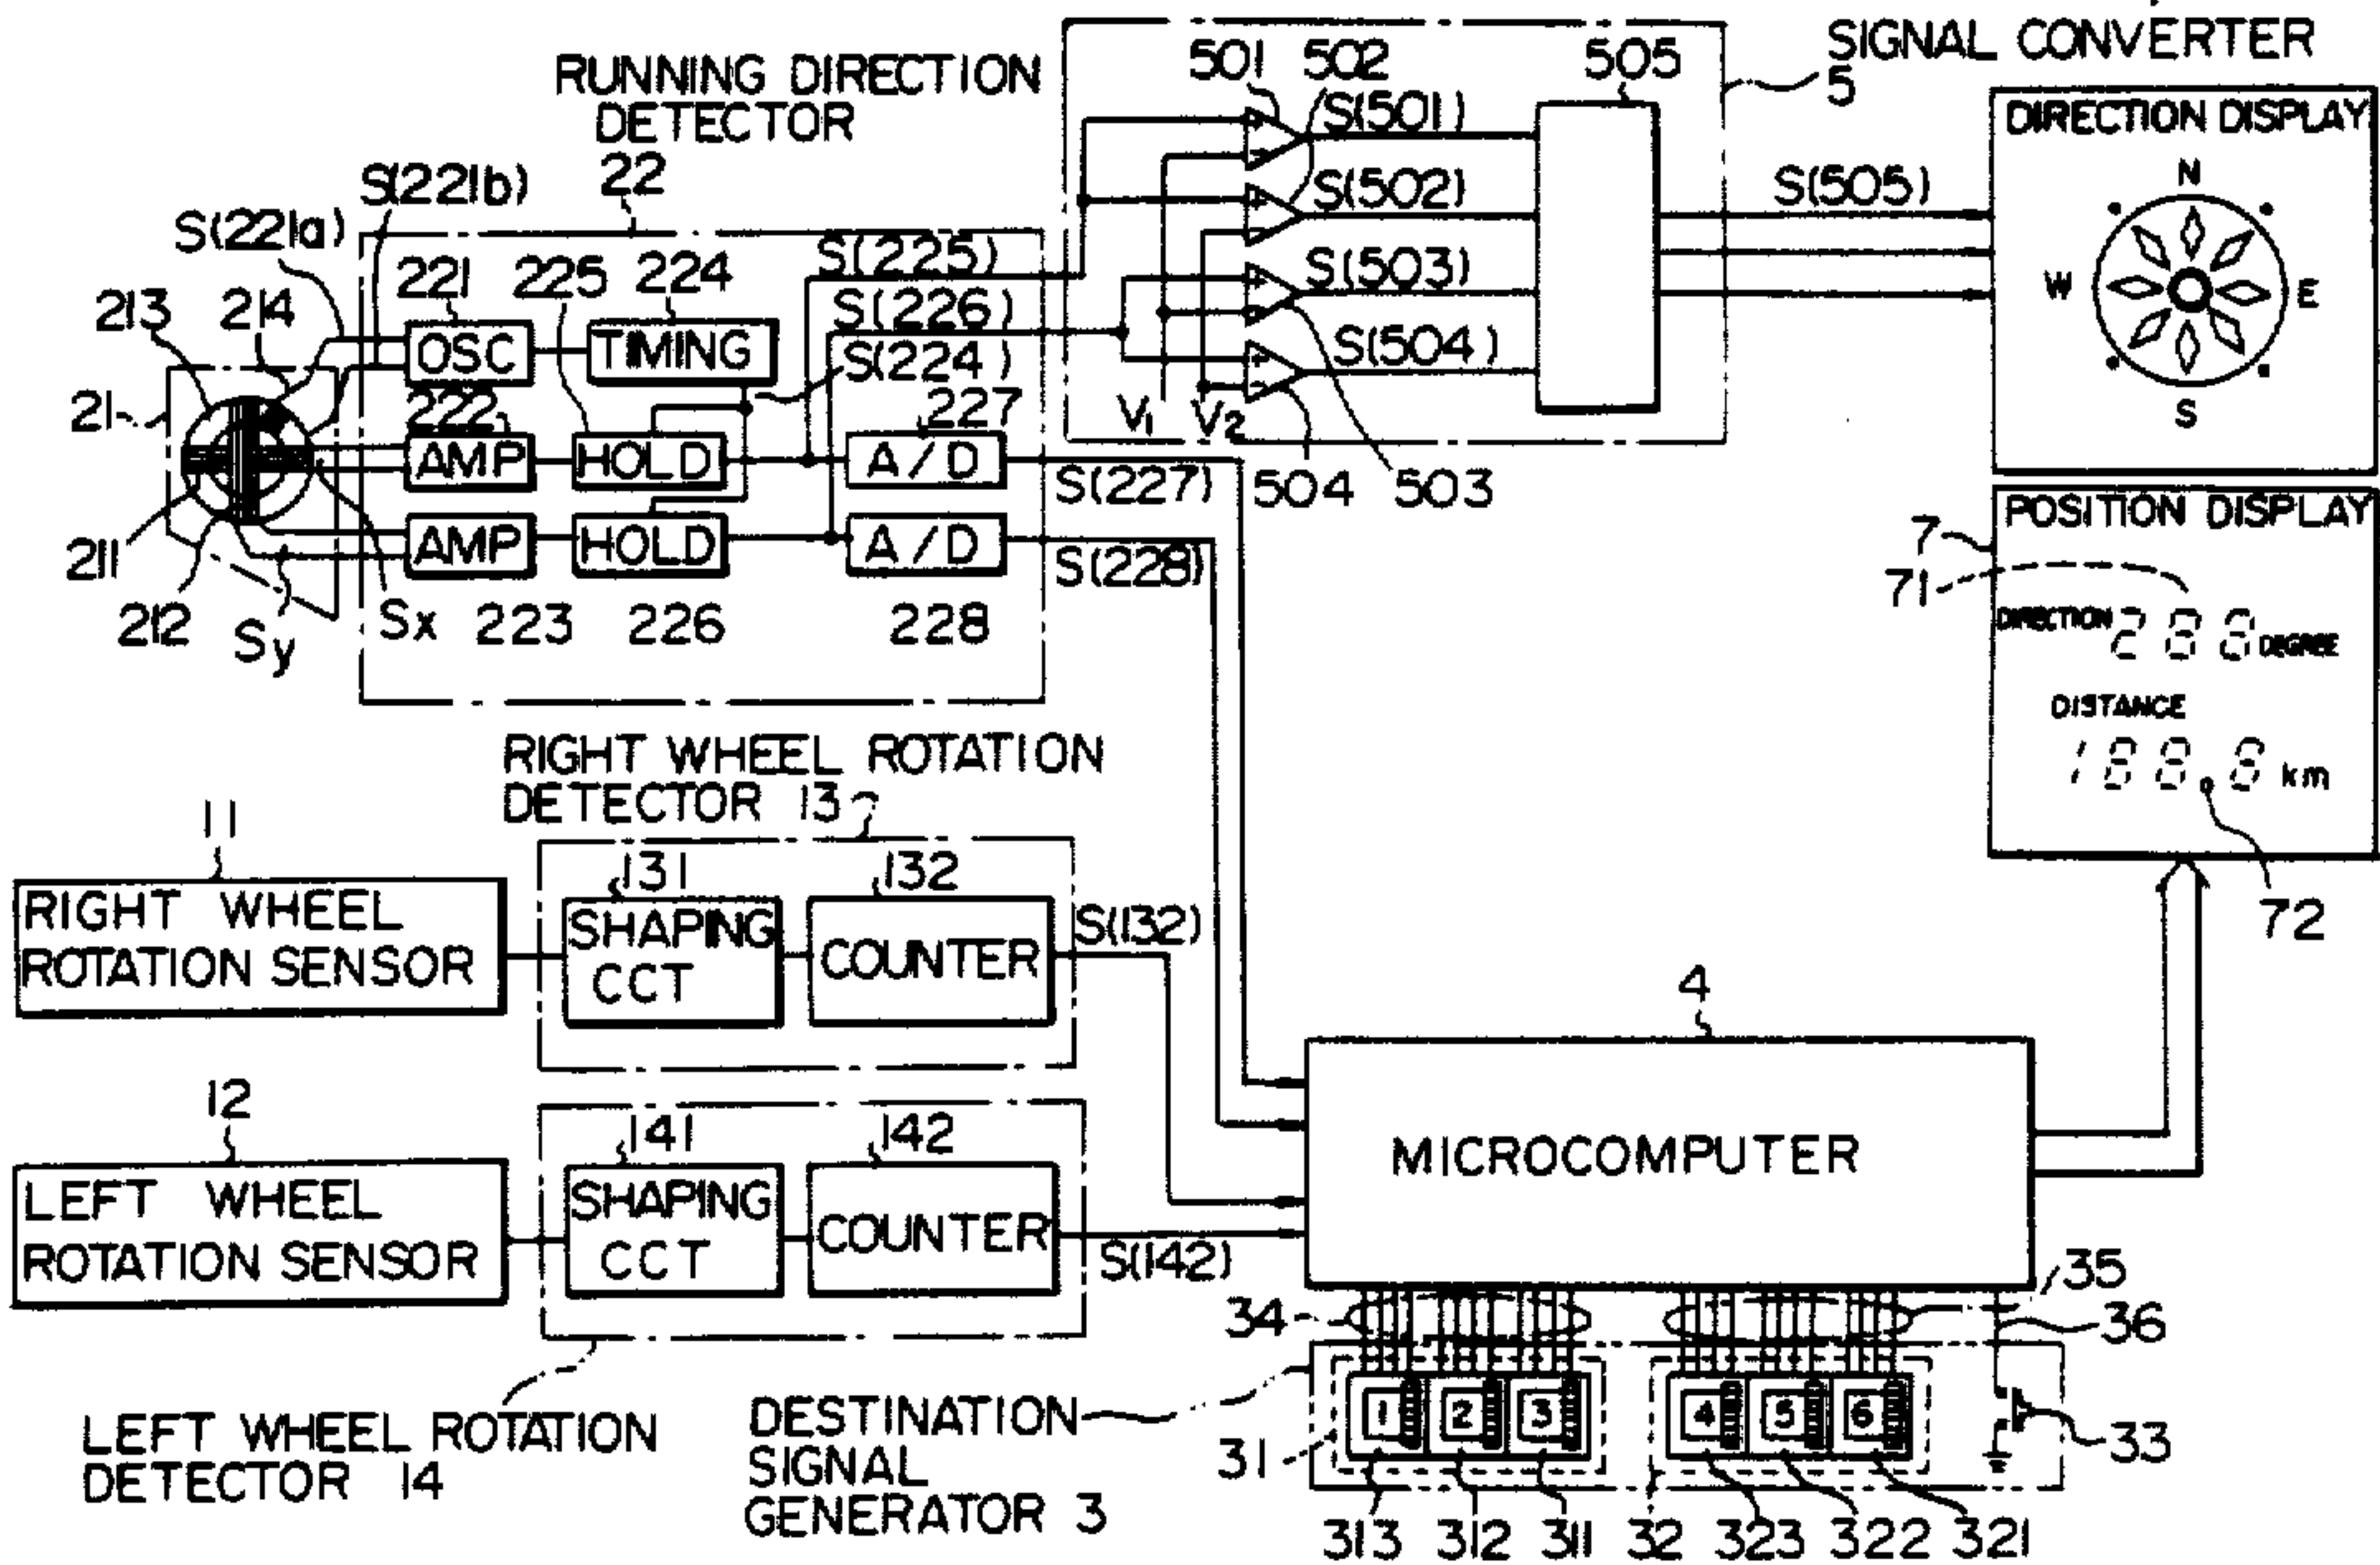 SIGNAL CONVERTER
5
RUNNING DIRECTION
DETECTOR
22
501 502 505
S(501)
S(502)
S(503)
S(504)
V1 V2
504 503
S(505)
DIRECTION DISPLAY
N
W E
S
S(221b)
S(221a)
213 214
221 225 224
S(225)
S(226)
S(224)
OSC TIMING
21
222 227
AMP HOLD A/D
S(227)
AMP HOLD A/D
S(228)
211
212 Sy Sx 223 226 228
POSITION DISPLAY
7
71
DIRECTION 288 DEGREE
DISTANCE
188.8 km
72
RIGHT WHEEL ROTATION
DETECTOR 13
11
RIGHT WHEEL
ROTATION SENSOR
131 132
SHAPING
CCT
COUNTER
S(132)
4
MICROCOMPUTER
12
LEFT WHEEL
ROTATION SENSOR
141 142
SHAPING
CCT
COUNTER
S(142)
LEFT WHEEL ROTATION
DETECTOR 14
DESTINATION
SIGNAL
GENERATOR 3
34 35
36
1 2 3 4 5 6
31 33
313 312 311 32 323 322 321